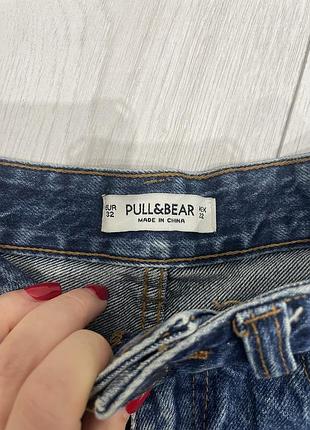 EUR PULL&BEAR MEX
32 MADE IN CHINA 22